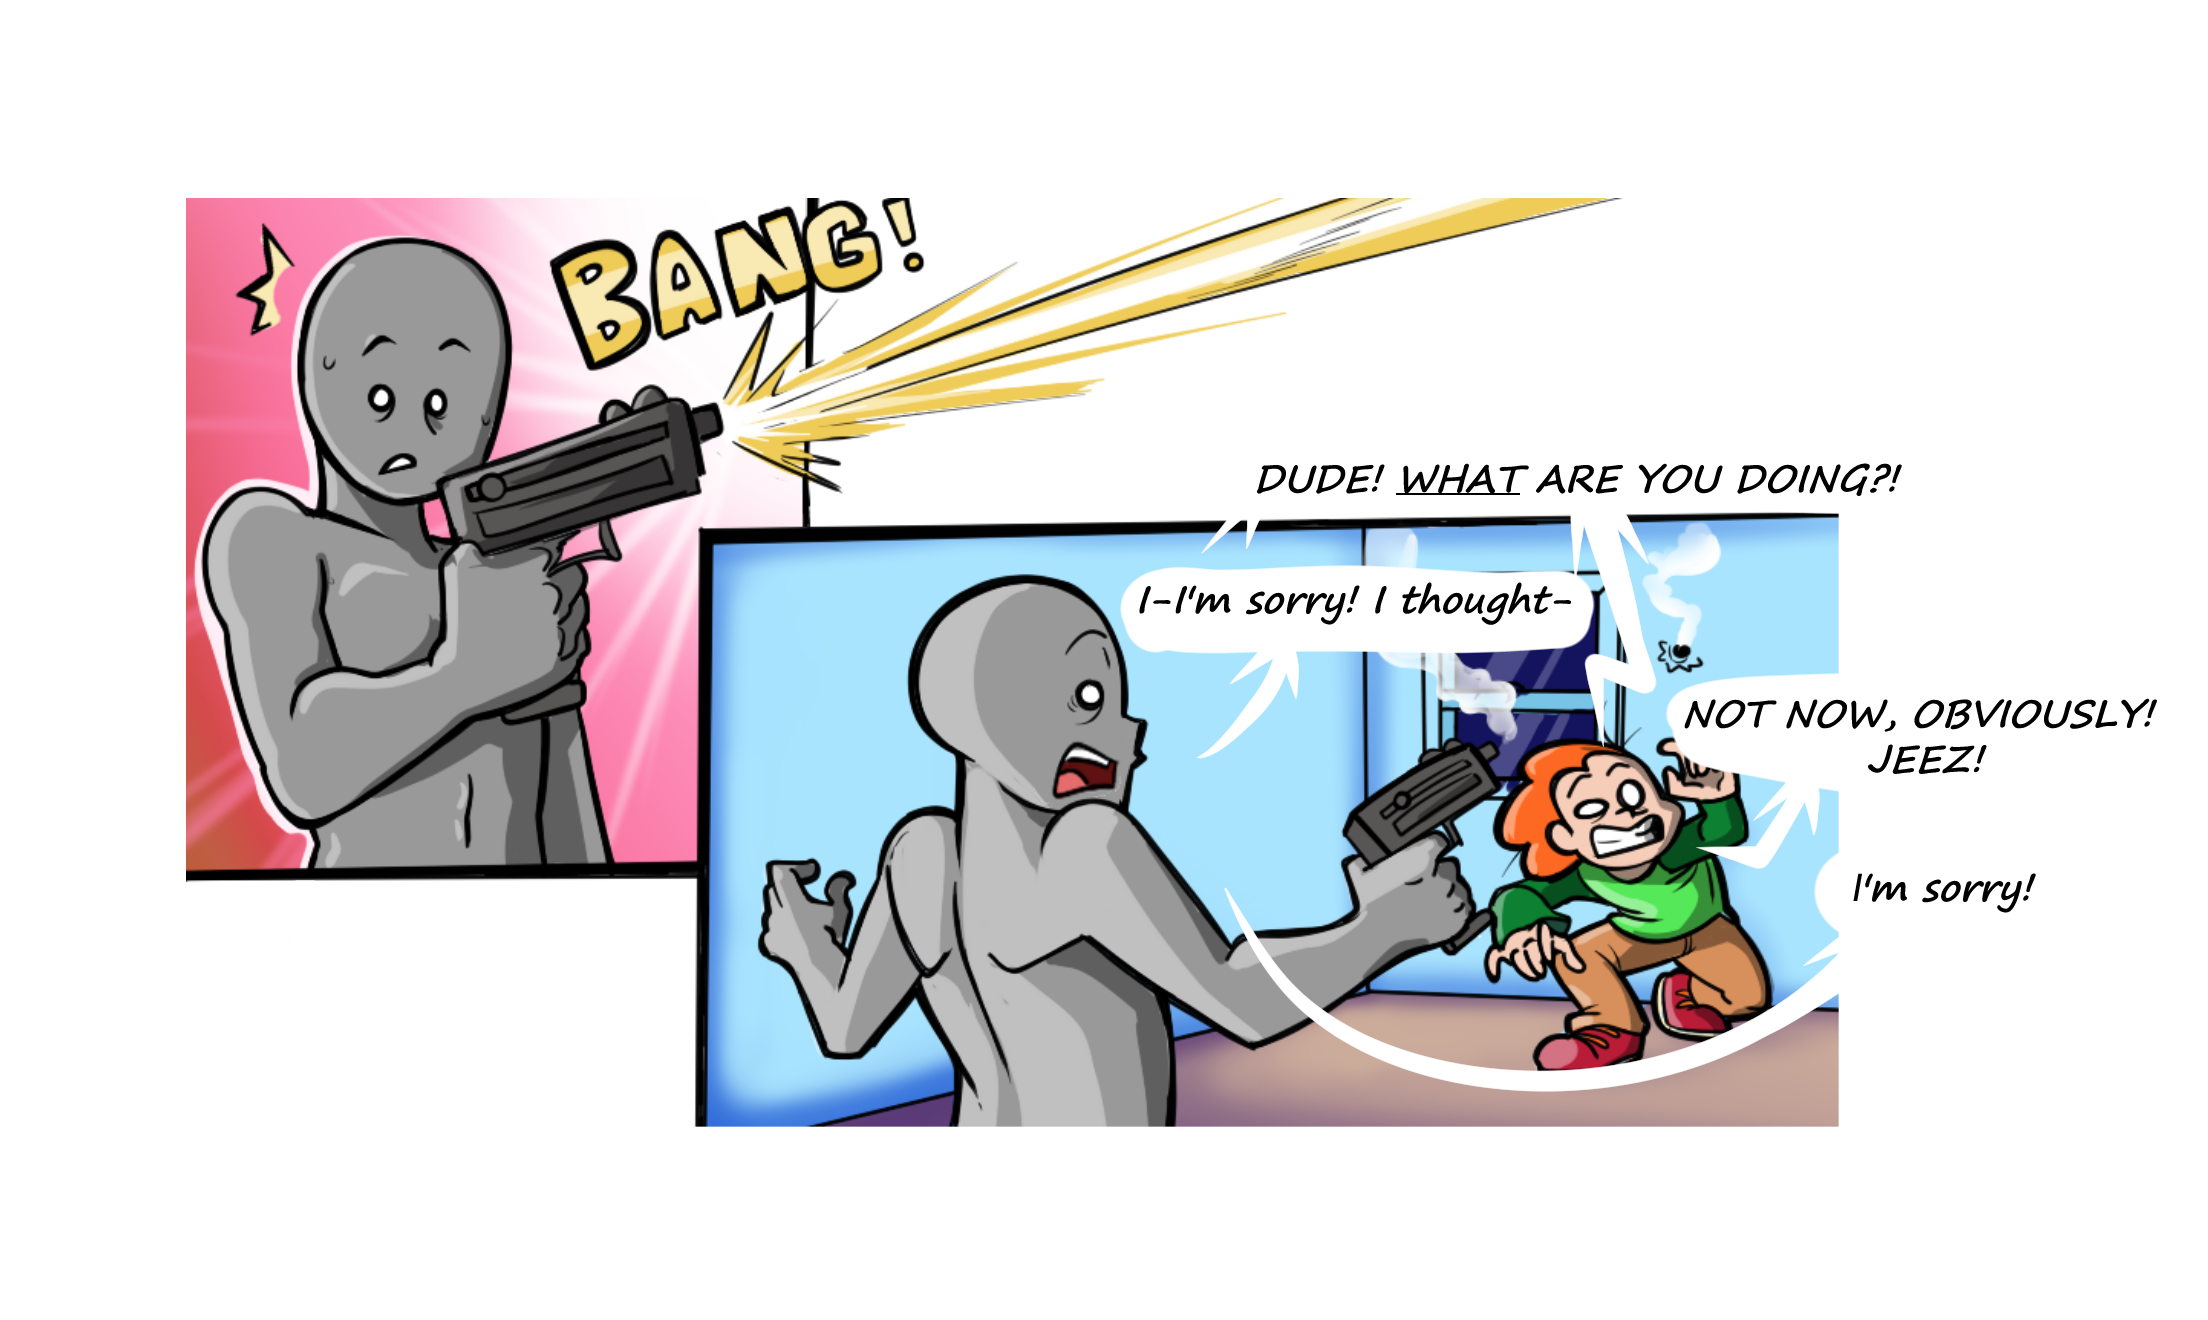 BANG!
DUDE! WHAT ARE YOU DOING?!
I-I'm sorry! I thought-
NOT NOW, OBVIOUSLY!
JEEZ!
I'm sorry!